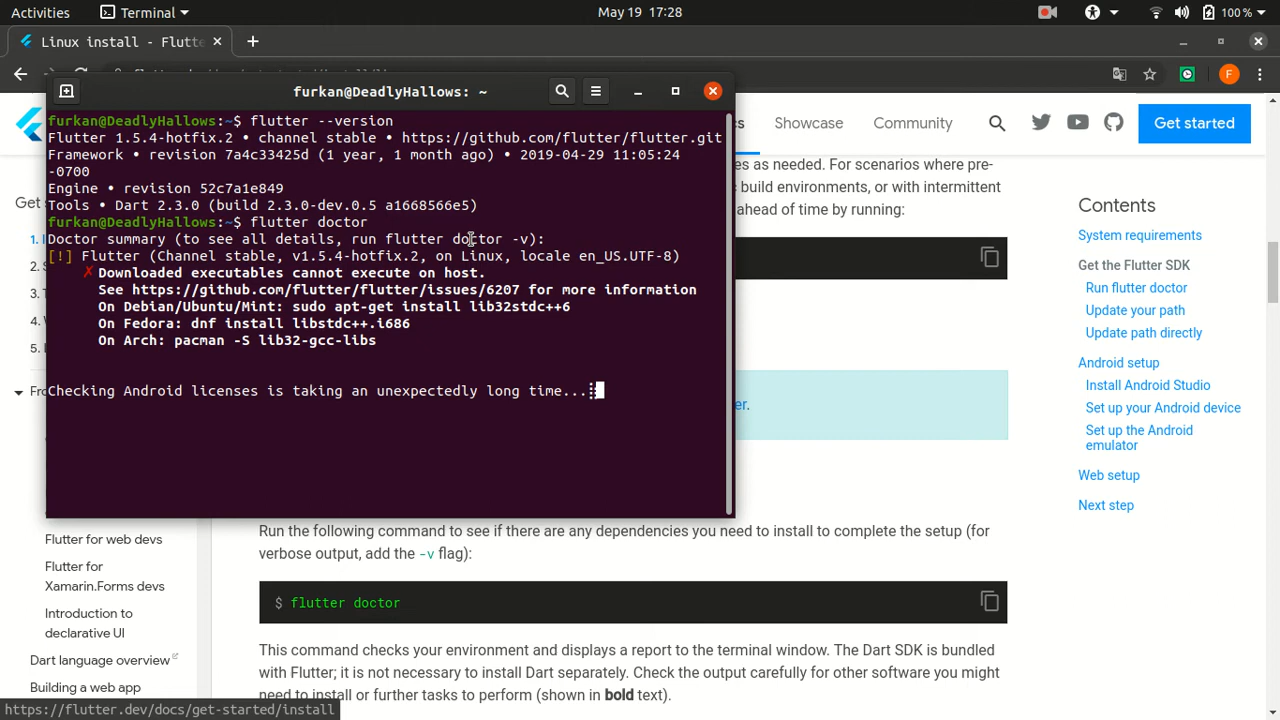 Activities
Terminal
May 19 17:28
100 %
Linux install - Flutte
furkan@DeadlyHallows: ~
F
furkan@DeadlyHallows:~$ flutter --version
Flutter 1.5.4-hotfix.2 • channel stable • https://github.com/flutter/flutter.git
Framework • revision 7a4c33425d (1 year, 1 month ago) • 2019-04-29 11:05:24
-0700
Engine • revision 52c7a1e849
Tools • Dart 2.3.0 (build 2.3.0-dev.0.5 a1668566e5)
furkan@DeadlyHallows:~$ flutter doctor
Doctor summary (to see all details, run flutter doctor -v):
[!] Flutter (Channel stable, v1.5.4-hotfix.2, on Linux, locale en_US.UTF-8)
✗ Downloaded executables cannot execute on host.
See https://github.com/flutter/flutter/issues/6207 for more information
On Debian/Ubuntu/Mint: sudo apt-get install lib32stdc++6
On Fedora: dnf install libstdc++.i686
On Arch: pacman -S lib32-gcc-libs
Checking Android licenses is taking an unexpectedly long time...
Showcase
Community
Get started
es as needed. For scenarios where pre-
c build environments, or with intermittent
ahead of time by running:
er.
Get s
1.
2.
3.
4.
5.
Fro
Flutter for web devs
Flutter for
Xamarin.Forms devs
Introduction to
declarative UI
Dart language overview
Building a web app
Run the following command to see if there are any dependencies you need to install to complete the setup (for
verbose output, add the -v flag):
$ flutter doctor
This command checks your environment and displays a report to the terminal window. The Dart SDK is bundled
with Flutter; it is not necessary to install Dart separately. Check the output carefully for other software you might
need to install or further tasks to perform (shown in bold text).
Contents
System requirements
Get the Flutter SDK
Run flutter doctor
Update your path
Update path directly
Android setup
Install Android Studio
Set up your Android device
Set up the Android
emulator
Web setup
Next step
https://flutter.dev/docs/get-started/install